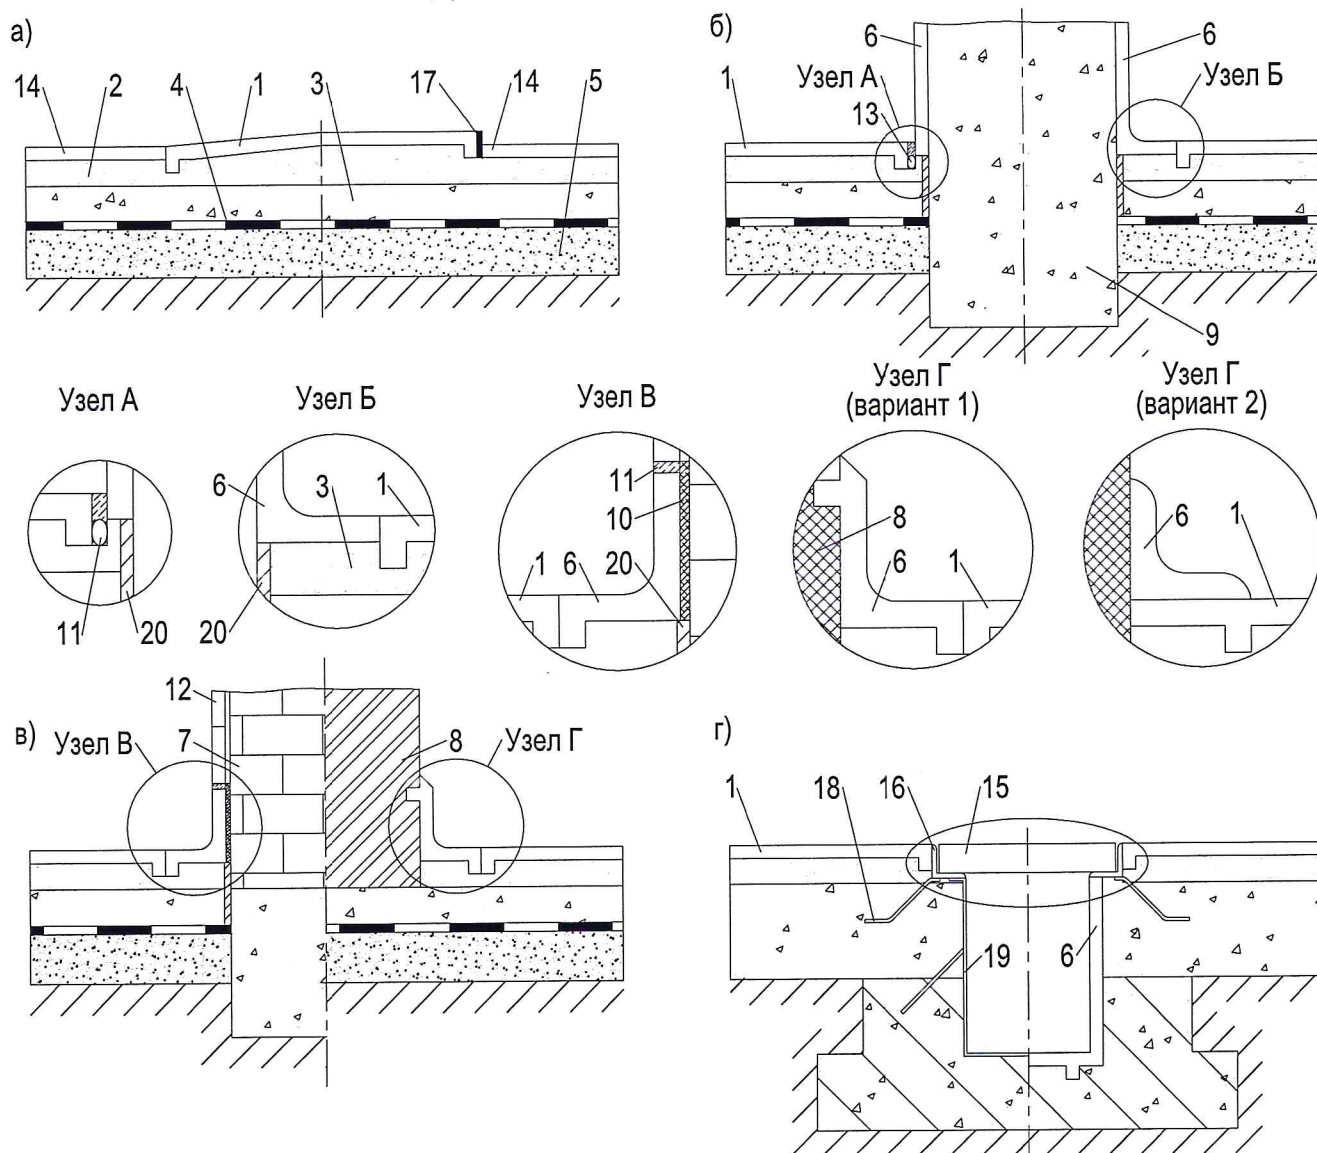 а)
14 2 4 1 3 17 14 5
б)
6 6
1 Узел А Узел Б
13
9
Узел А
11 20
Узел Б
6 3 1
20
Узел В
11
10
1 6 20
Узел Г
(вариант 1)
8
6 1
Узел Г
(вариант 2)
6 1
в)
12
Узел В 7 8 Узел Г
г)
1 18 16 15
19 6